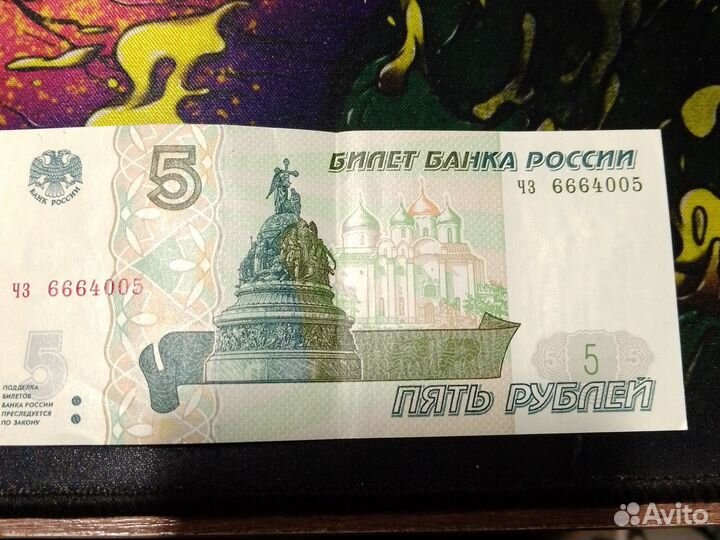 5
БИЛЕТ БАНКА РОССИИ
чз 6664005
БАНК РОССИИ
чз 6664005
5
ПОДДЕЛКА
БИЛЕТОВ
БАНКА РОССИИ
ПРЕСЛЕДУЕТСЯ
ПО ЗАКОНУ
5
ПЯТЬ РУБЛЕЙ
Avito